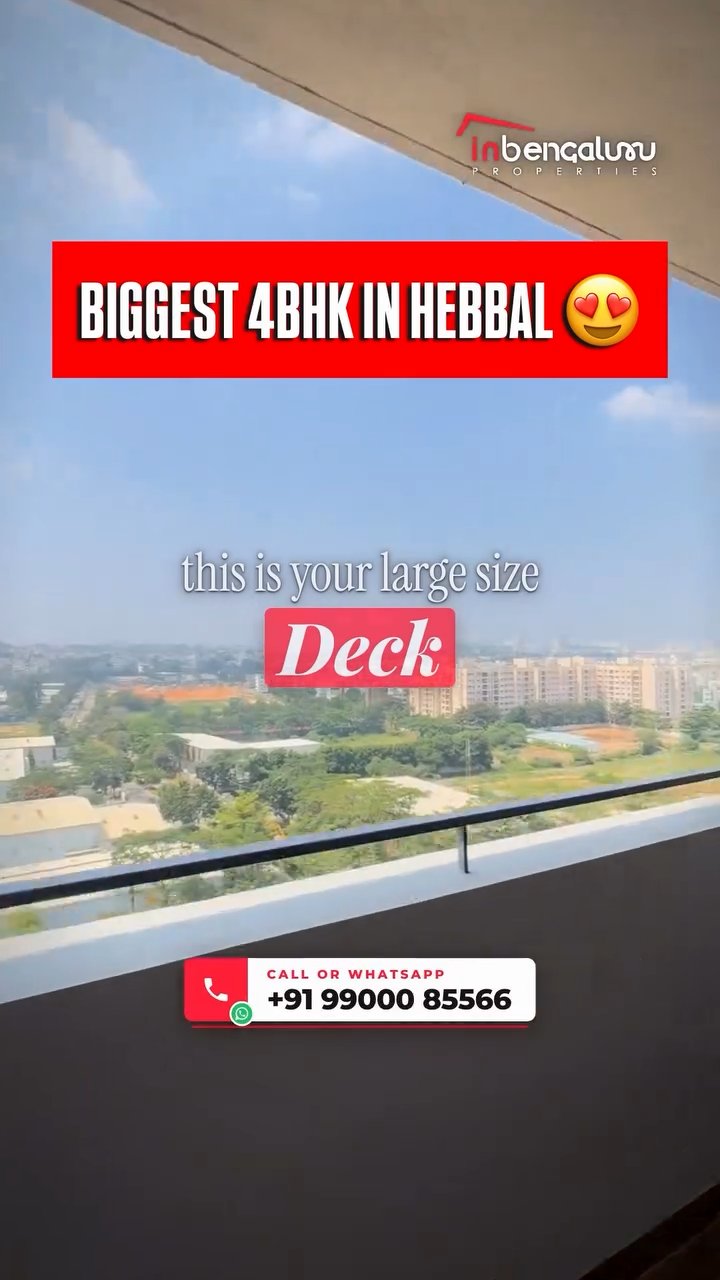 inbengaluru
PROPERTIES
BIGGEST 4BHK IN HEBBAL 😍
this is your large size
Deck
CALL OR WHATSAPP
+91 99000 85566